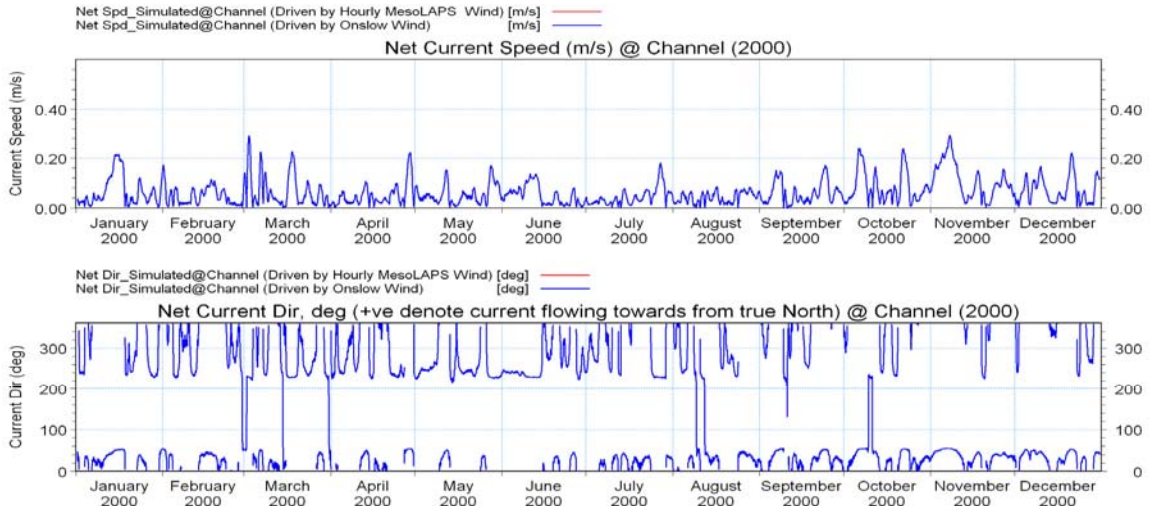 Net Spd_Simulated@Channel (Driven by Hourly MesoLAPS Wind) [m/s]
Net Spd_Simulated@Channel (Driven by Onslow Wind) [m/s]
Net Current Speed (m/s) @ Channel (2000)
Current Speed (m/s)
0.40 0.40
0.20 0.20
0.00 0.00
January February March April May June July August September October November December
2000 2000 2000 2000 2000 2000 2000 2000 2000 2000 2000 2000
Net Dir_Simulated@Channel (Driven by Hourly MesoLAPS Wind) [deg]
Net Dir_Simulated@Channel (Driven by Onslow Wind) [deg]
Net Current Dir, deg (+ve denote current flowing towards from true North) @ Channel (2000)
Current Dir (deg)
300 300
200 200
100 100
0 0
January February March April May June July August September October November December
2000 2000 2000 2000 2000 2000 2000 2000 2000 2000 2000 2000